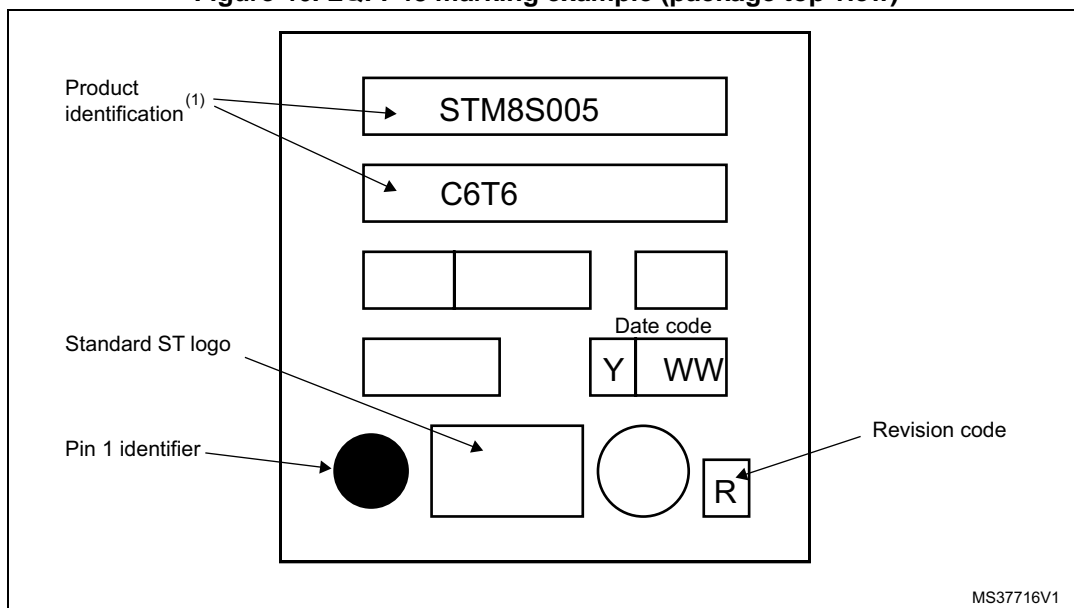 Product
identification (1)
STM8S005
C6T6
Date code
Standard ST logo
Y WW
Pin 1 identifier
Revision code
R
MS37716V1